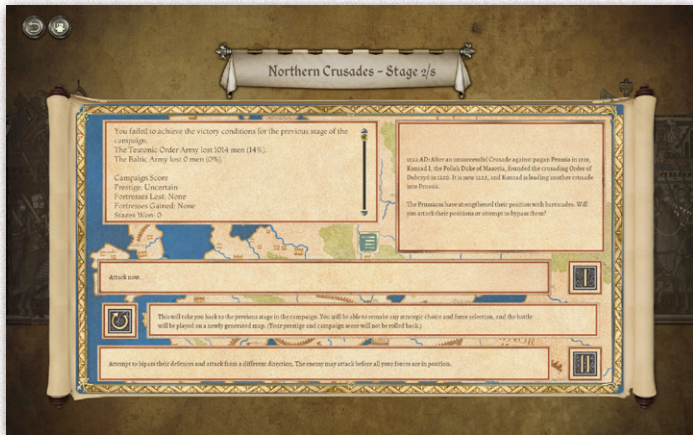 Northern Crusades - Stage 2/8
You failed to achieve the victory conditions for the previous stage of the
campaign.
The Teutonic Order Army lost 1014 men (14%).
The Baltic Army lost 0 men (0%).
Campaign Score
Prestige: Uncertain
Fortresses Lost: None
Fortresses Gained: None
Stages Won: 0
AD: After an unsuccessful Crusade against pagan Prussia in
Konrad I, the Polish Duke of Masovia, founded the crusading Order of
in It is now and Konrad is leading another crusade
into Prussia.
The Prussians have strengthened their position with barricades. Will
you attack their positions or attempt to bypass them?
Attack now.
I
This will take you back to the previous stage in the campaign. You will be able to remake any strategic choice and force selection, and the battle
will be played on a newly generated map. (Your prestige and campaign score will not be rolled back.)
Attempt to bypass their defences and attack from a different direction. The enemy may attack before all your forces are in position.
II